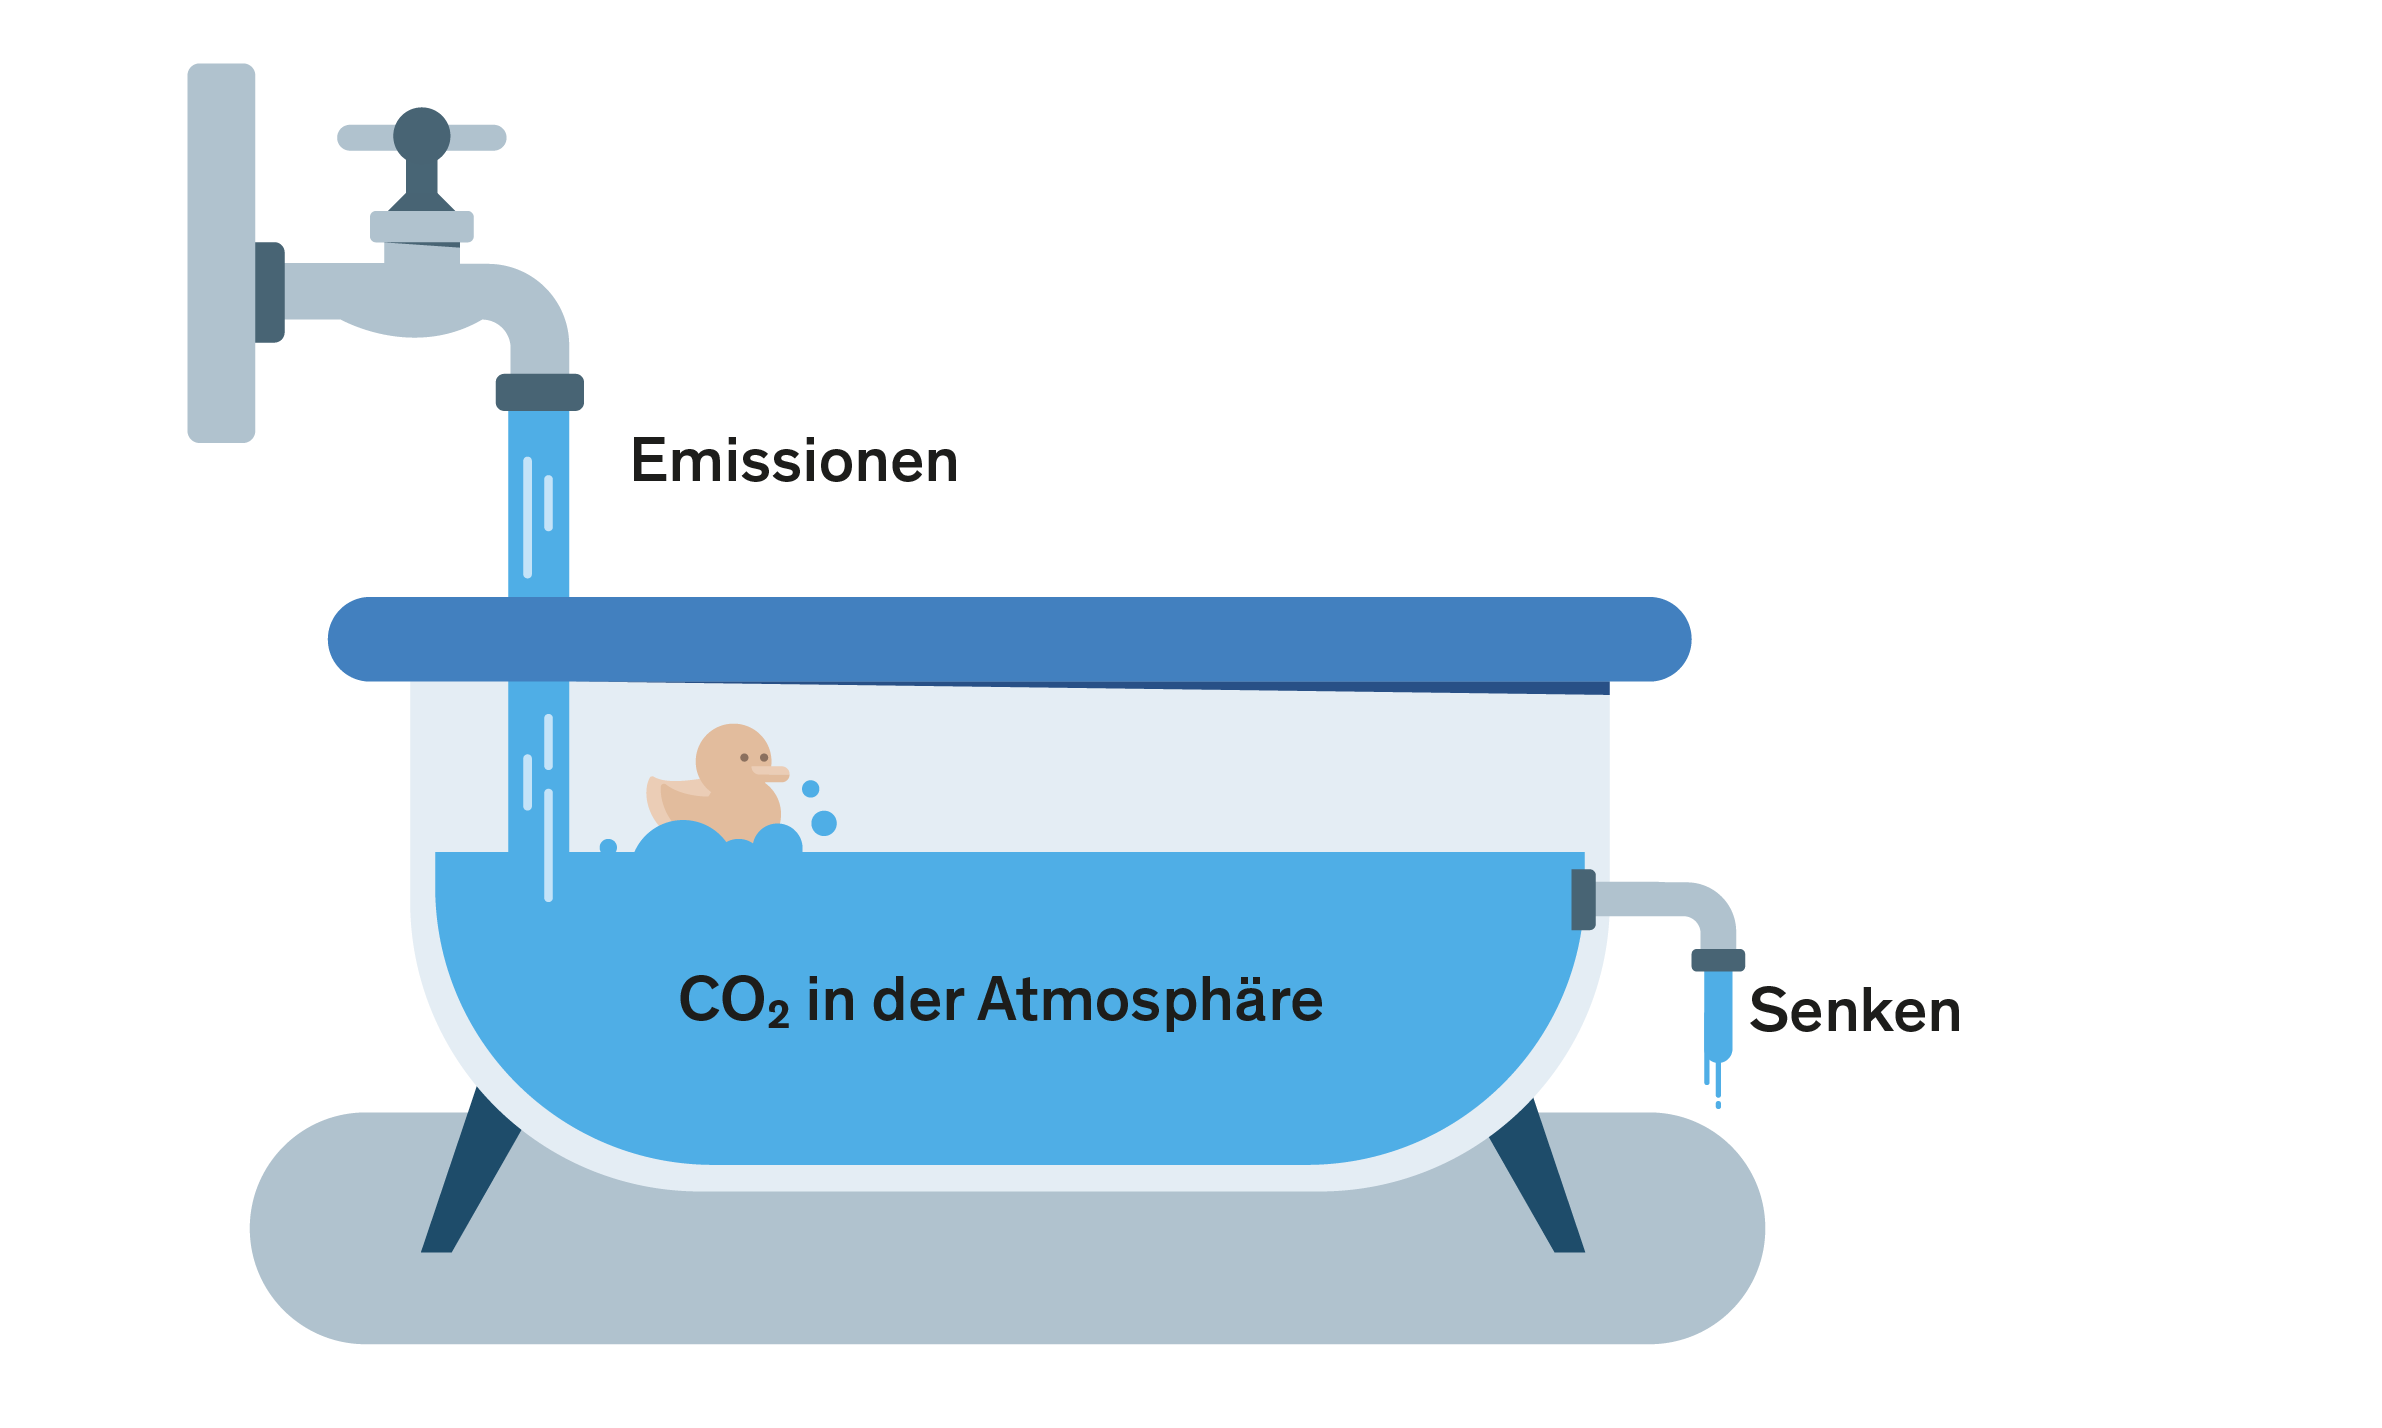 Emissionen
CO₂ in der Atmosphäre
Senken